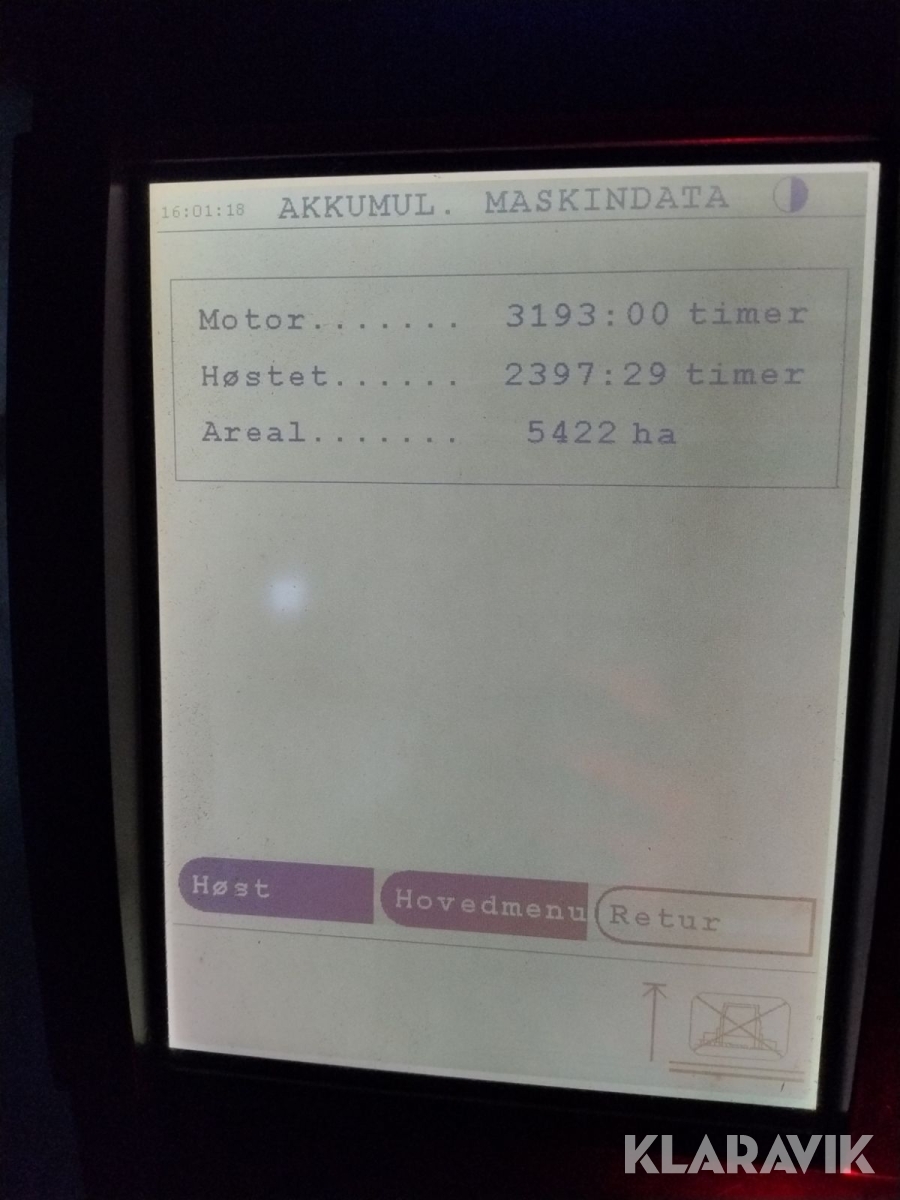 16:01:18 AKKUMUL. MASKINDATA
Motor....... 3193:00 timer
Høstet...... 2397:29 timer
Areal....... 5422 ha
Høst Hovedmenu Retur
KLARAVIK